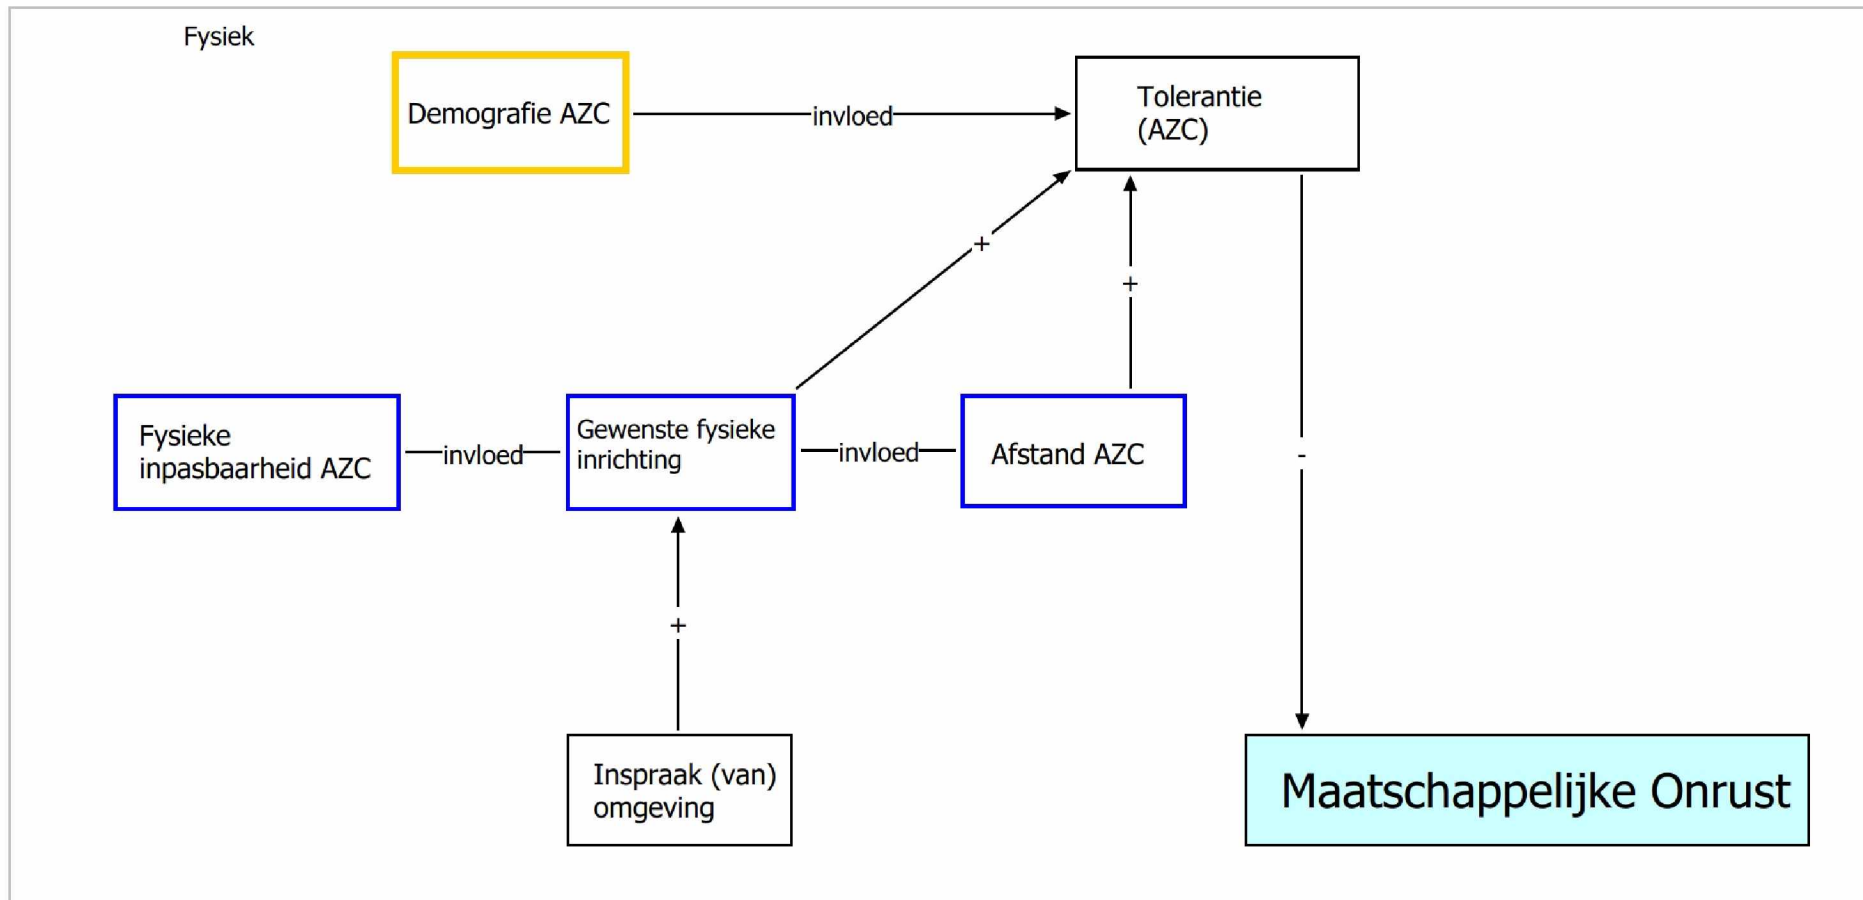 Fysiek
Demografie AZC
invloed
Tolerantie
(AZC)
+
+
Fysieke
inpasbaarheid AZC
invloed
Gewenste fysieke
inrichting
invloed
Afstand AZC
-
+
Inspraak (van)
omgeving
Maatschappelijke Onrust